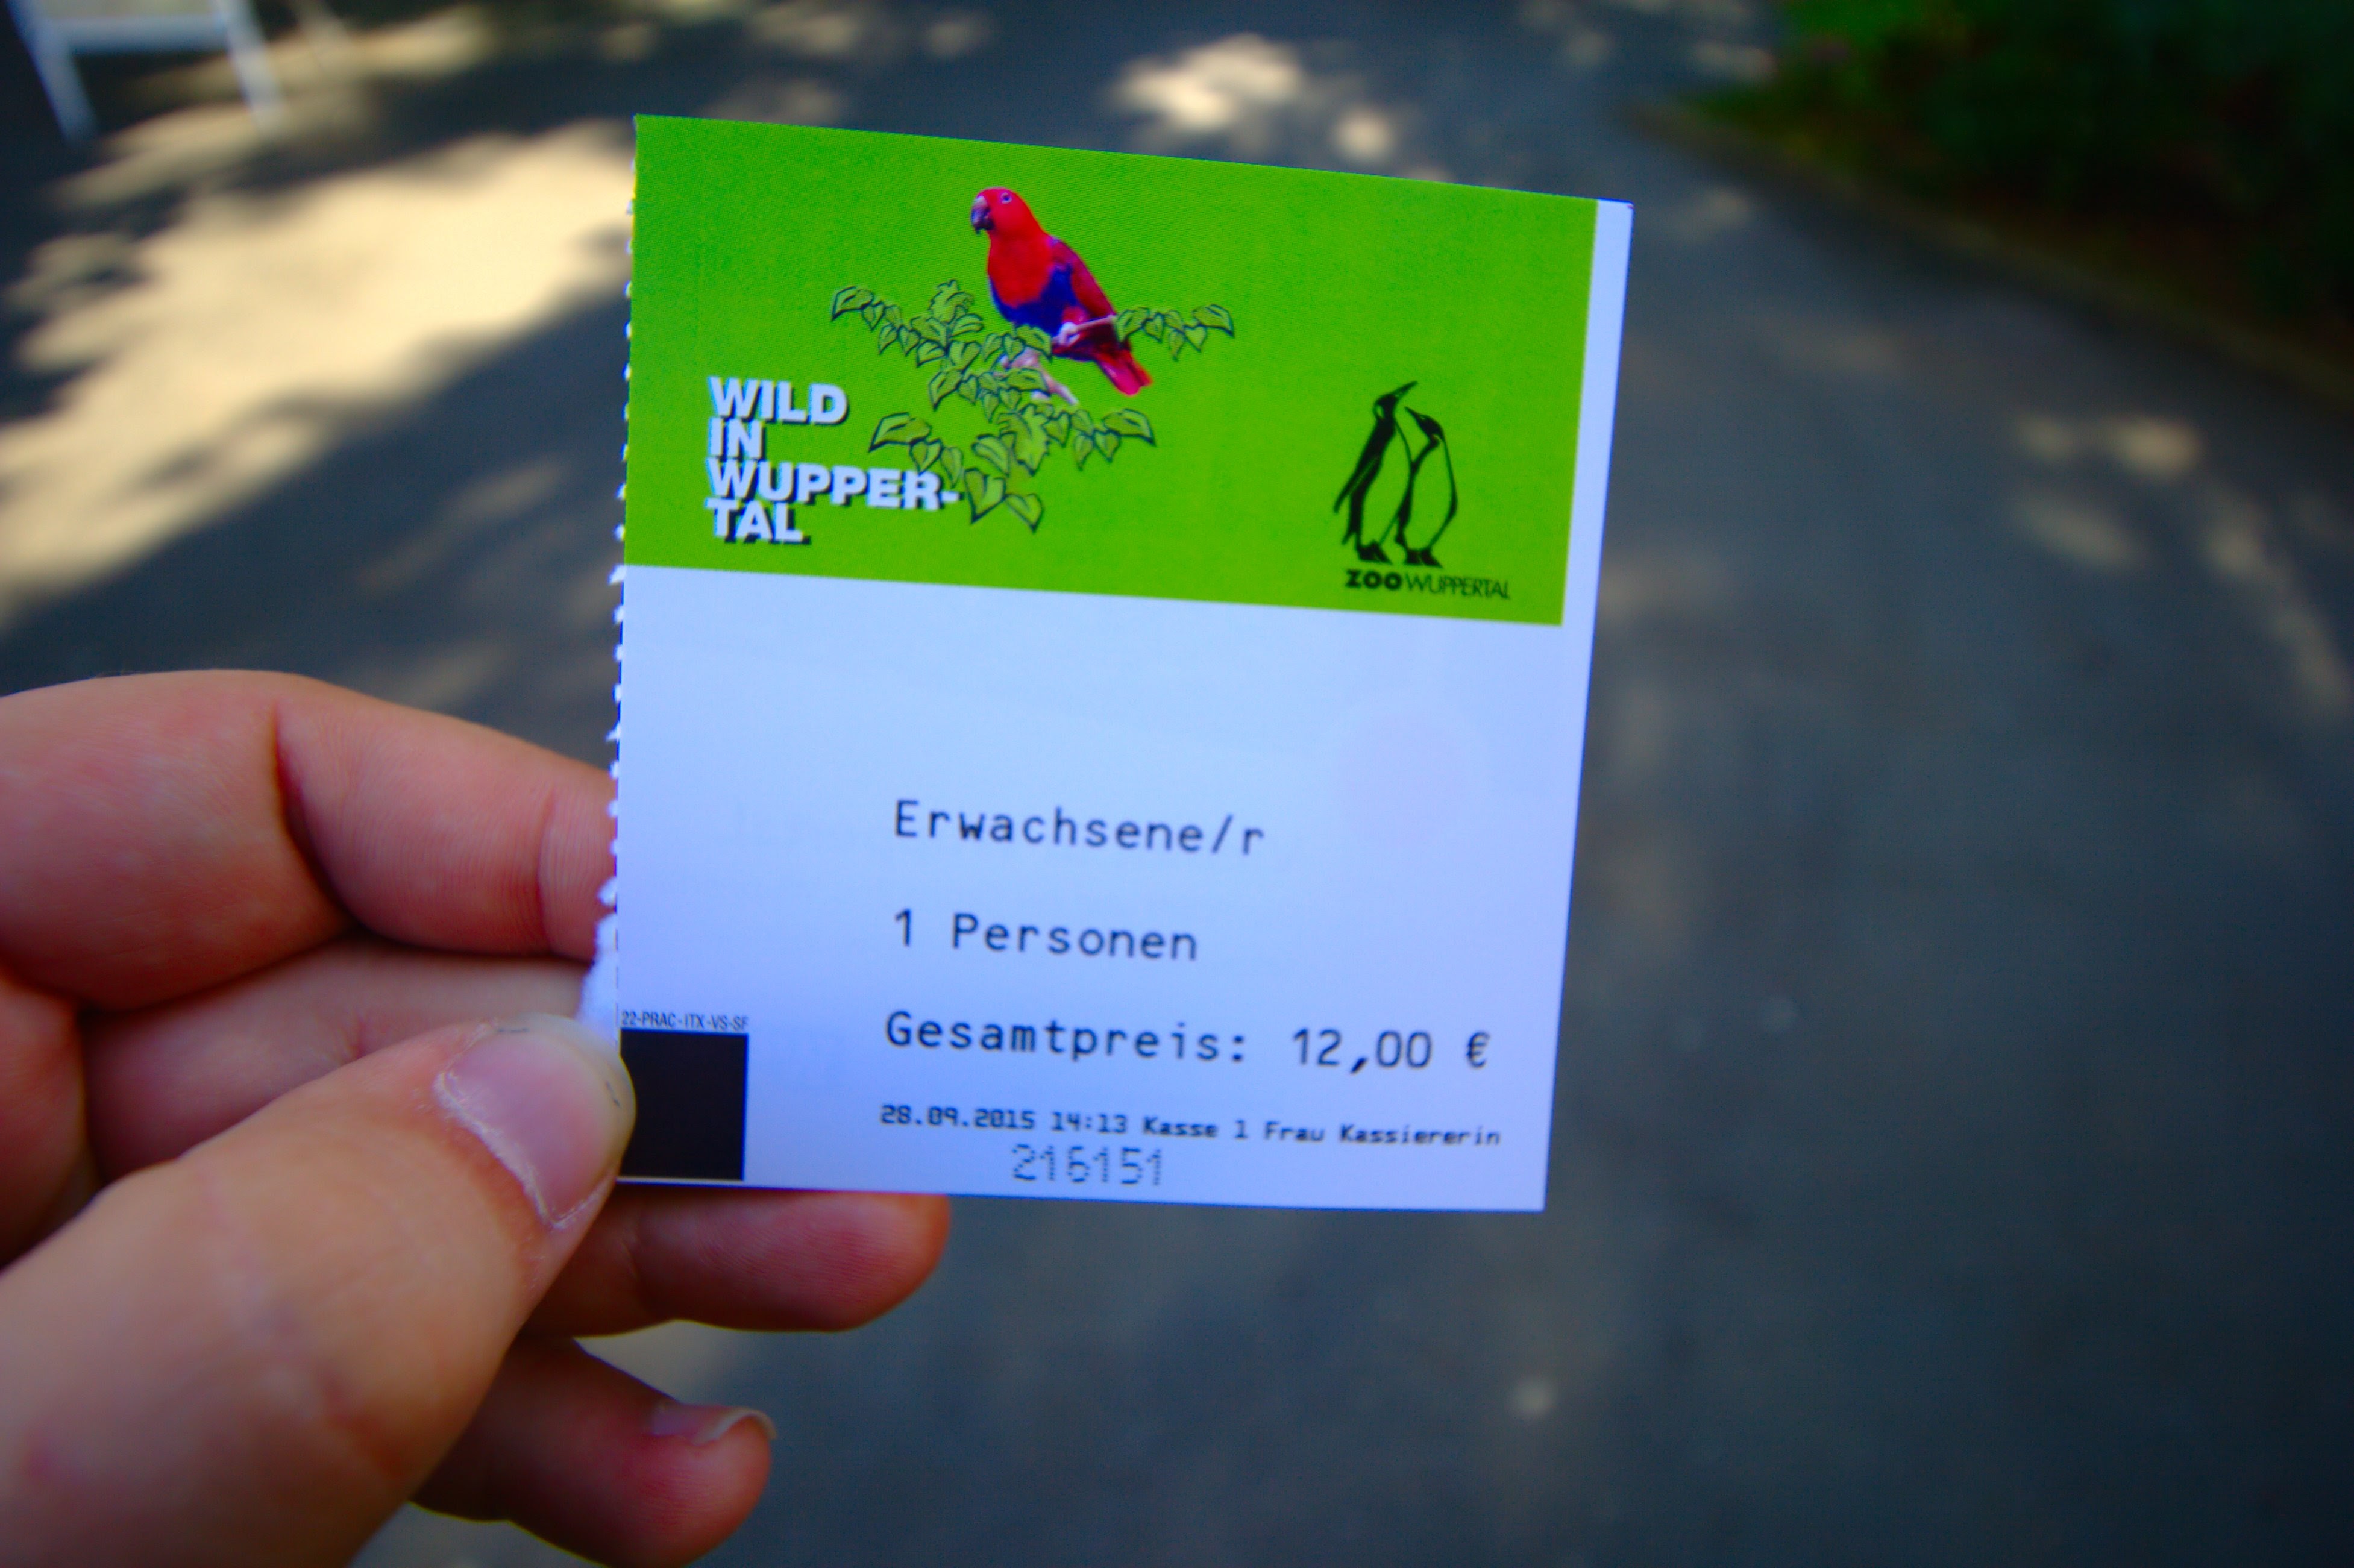 WILD
IN
WUPPER-
TAL
ZOO WUPPERTAL
Erwachsene/r
1 Personen
Gesamtpreis: 12,00 €
22-PRAC-ITX-VS-SF
28.09.2015 14:13 Kasse 1 Frau Kassiererin
216151